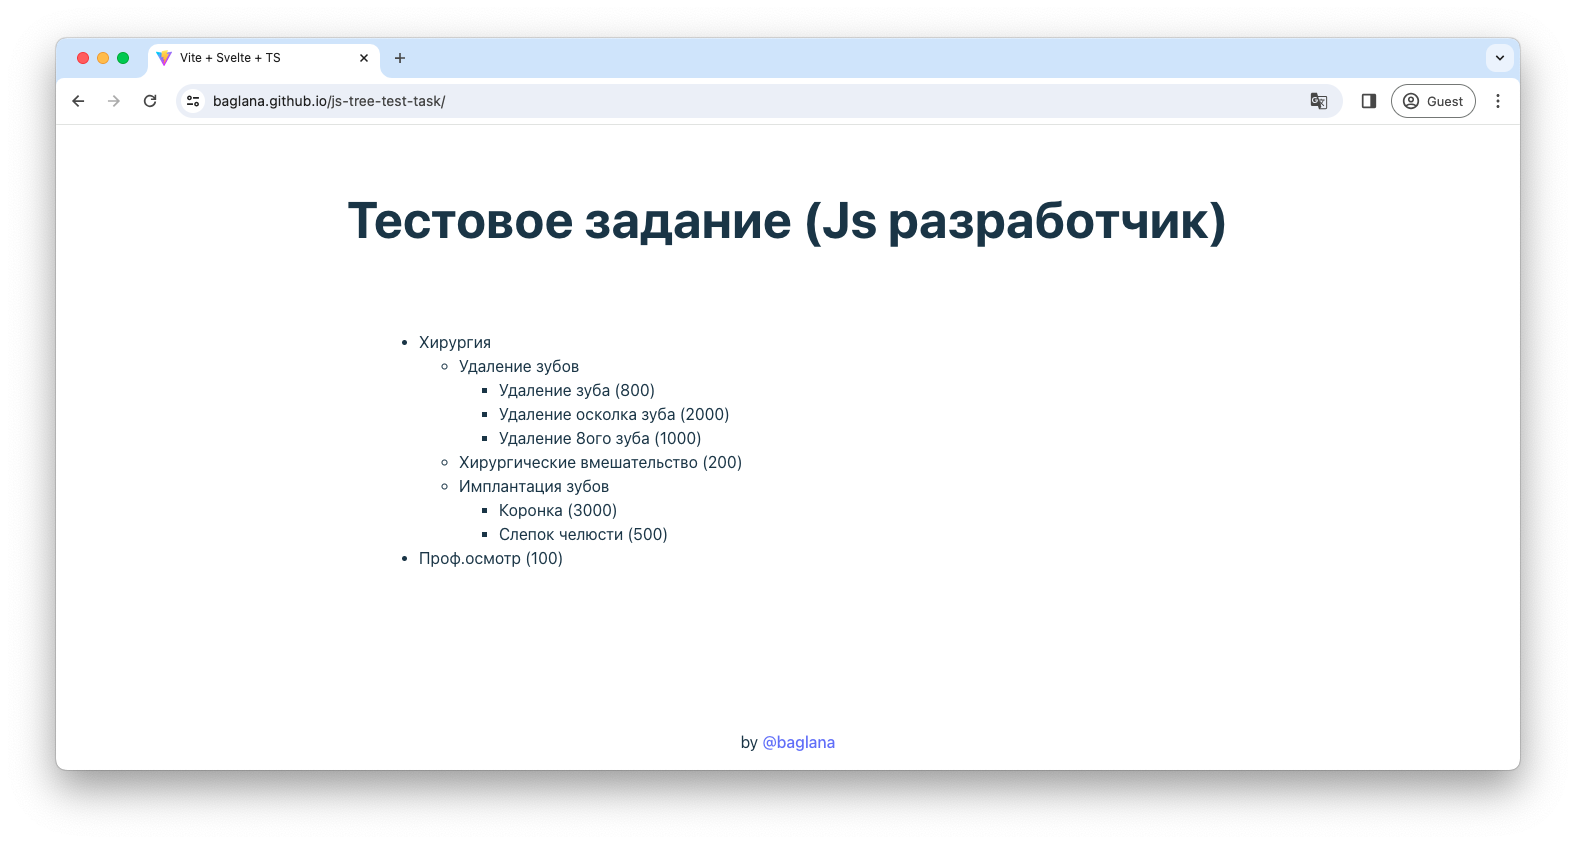 Vite + Svelte + TS
baglana.github.io/js-tree-test-task/
Guest
Тестовое задание (Js разработчик)
Хирургия
Удаление зубов
Удаление зуба (800)
Удаление осколка зуба (2000)
Удаление 8ого зуба (1000)
Хирургические вмешательство (200)
Имплантация зубов
Коронка (3000)
Слепок челюсти (500)
Проф.осмотр (100)
by @baglana